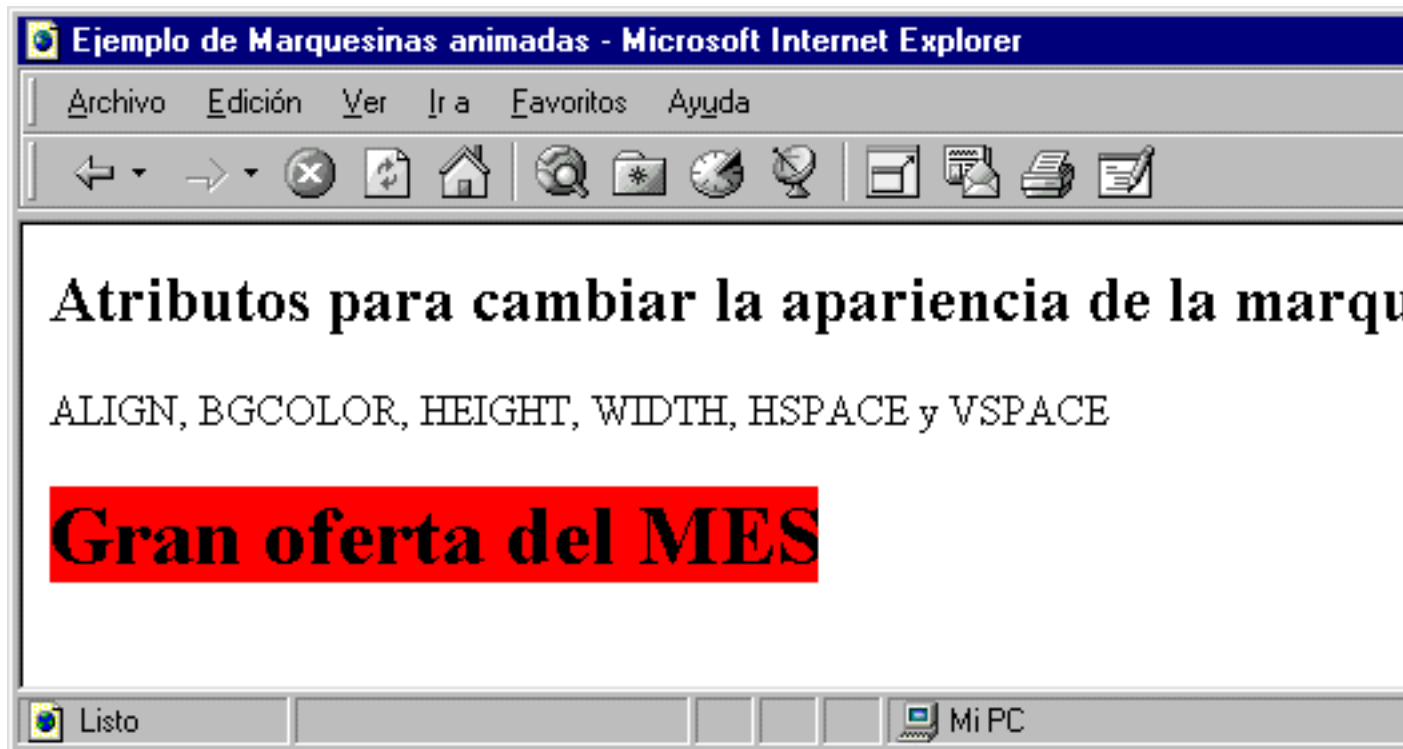 Ejemplo de Marquesinas animadas - Microsoft Internet Explorer
Archivo Edición Ver Ir a Favoritos Ayuda
Atributos para cambiar la apariencia de la marqu
ALIGN, BGCOLOR, HEIGHT, WIDTH, HSPACE y VSPACE
Gran oferta del MES
Listo Mi PC